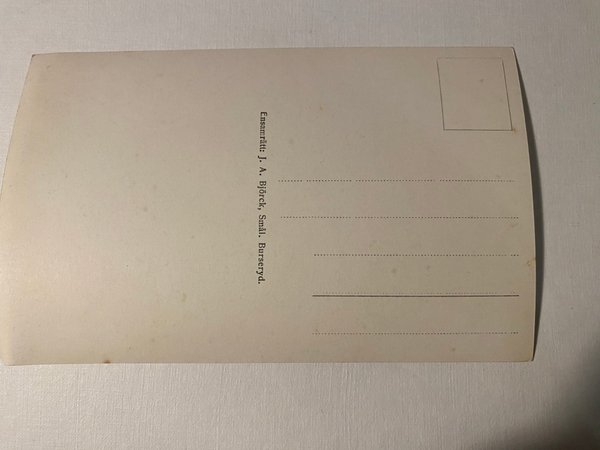 Ensamrätt: J. A. Björck, Smål. Burseryd.